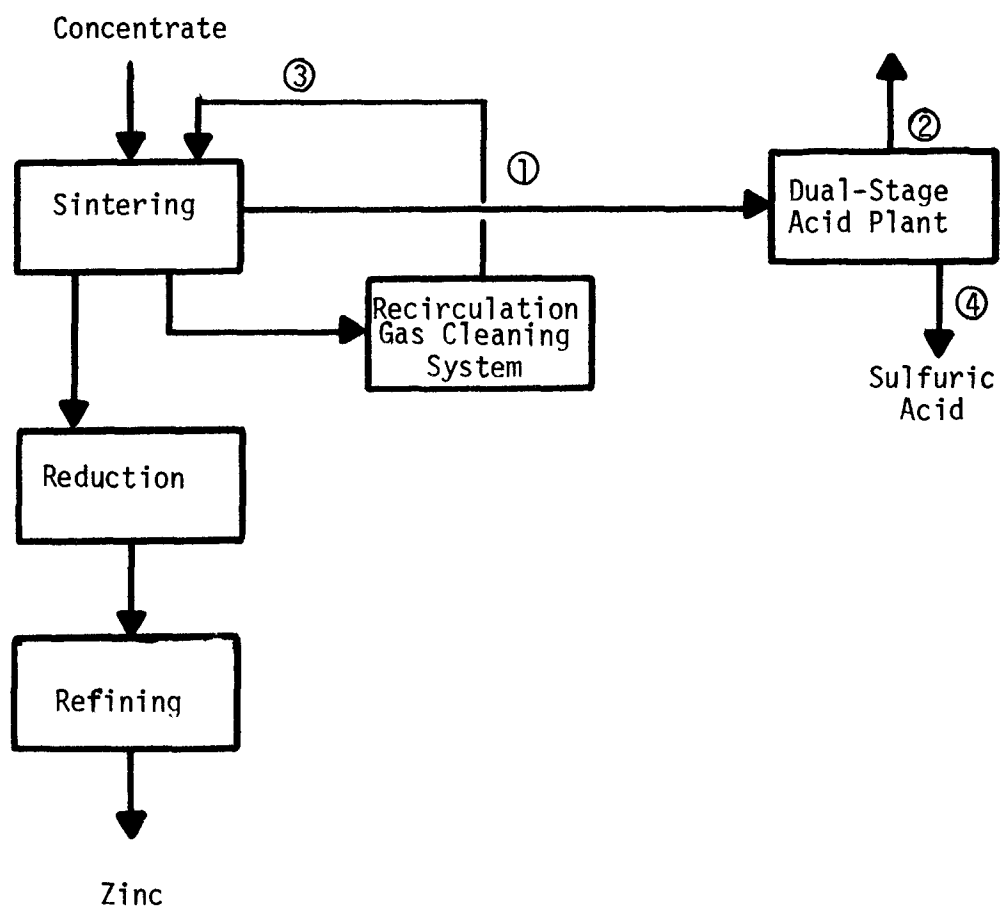 Concentrate
③
①
②
Sintering
Dual-Stage
Acid Plant
Recirculation
Gas Cleaning
System
④
Sulfuric
Acid
Reduction
Refining
Zinc